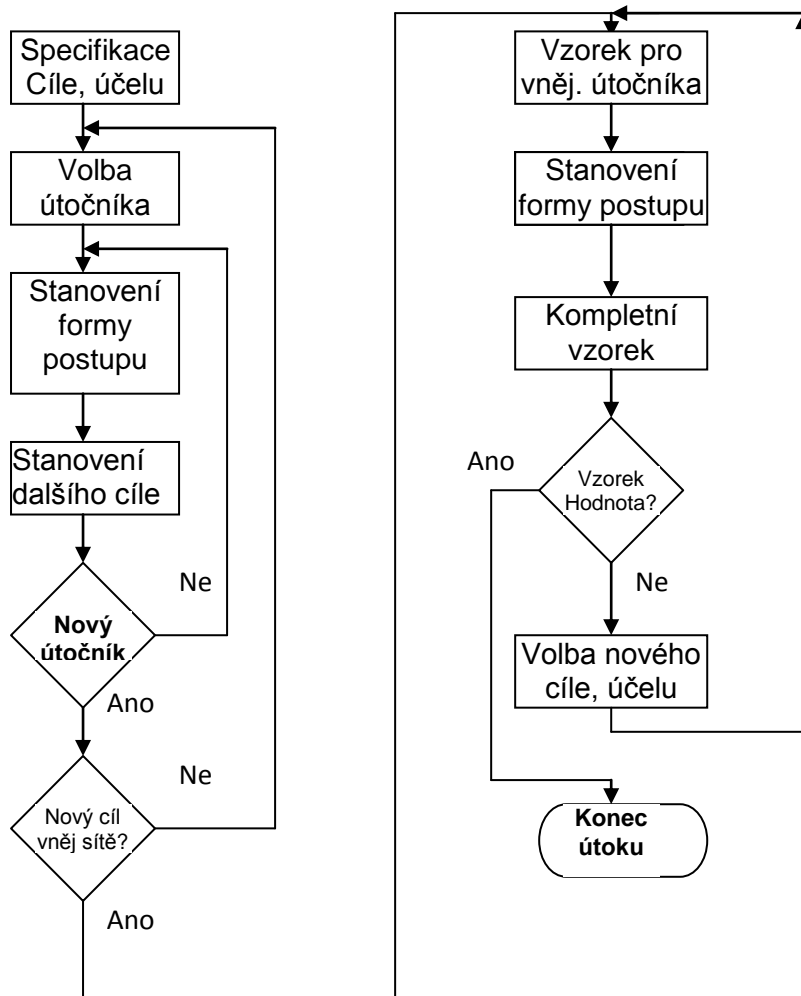 Specifikace
Cíle, účelu
Volba
útočníka
Stanovení
formy
postupu
Stanovení
dalšího cíle
Ne
Nový
útočník
Ano
Ne
Nový cíl
vněj sítě?
Ano
Vzorek pro
vněj. útočníka
Stanovení
formy postupu
Kompletní
vzorek
Ano
Vzorek
Hodnota?
Ne
Volba nového
cíle, účelu
Konec
útoku